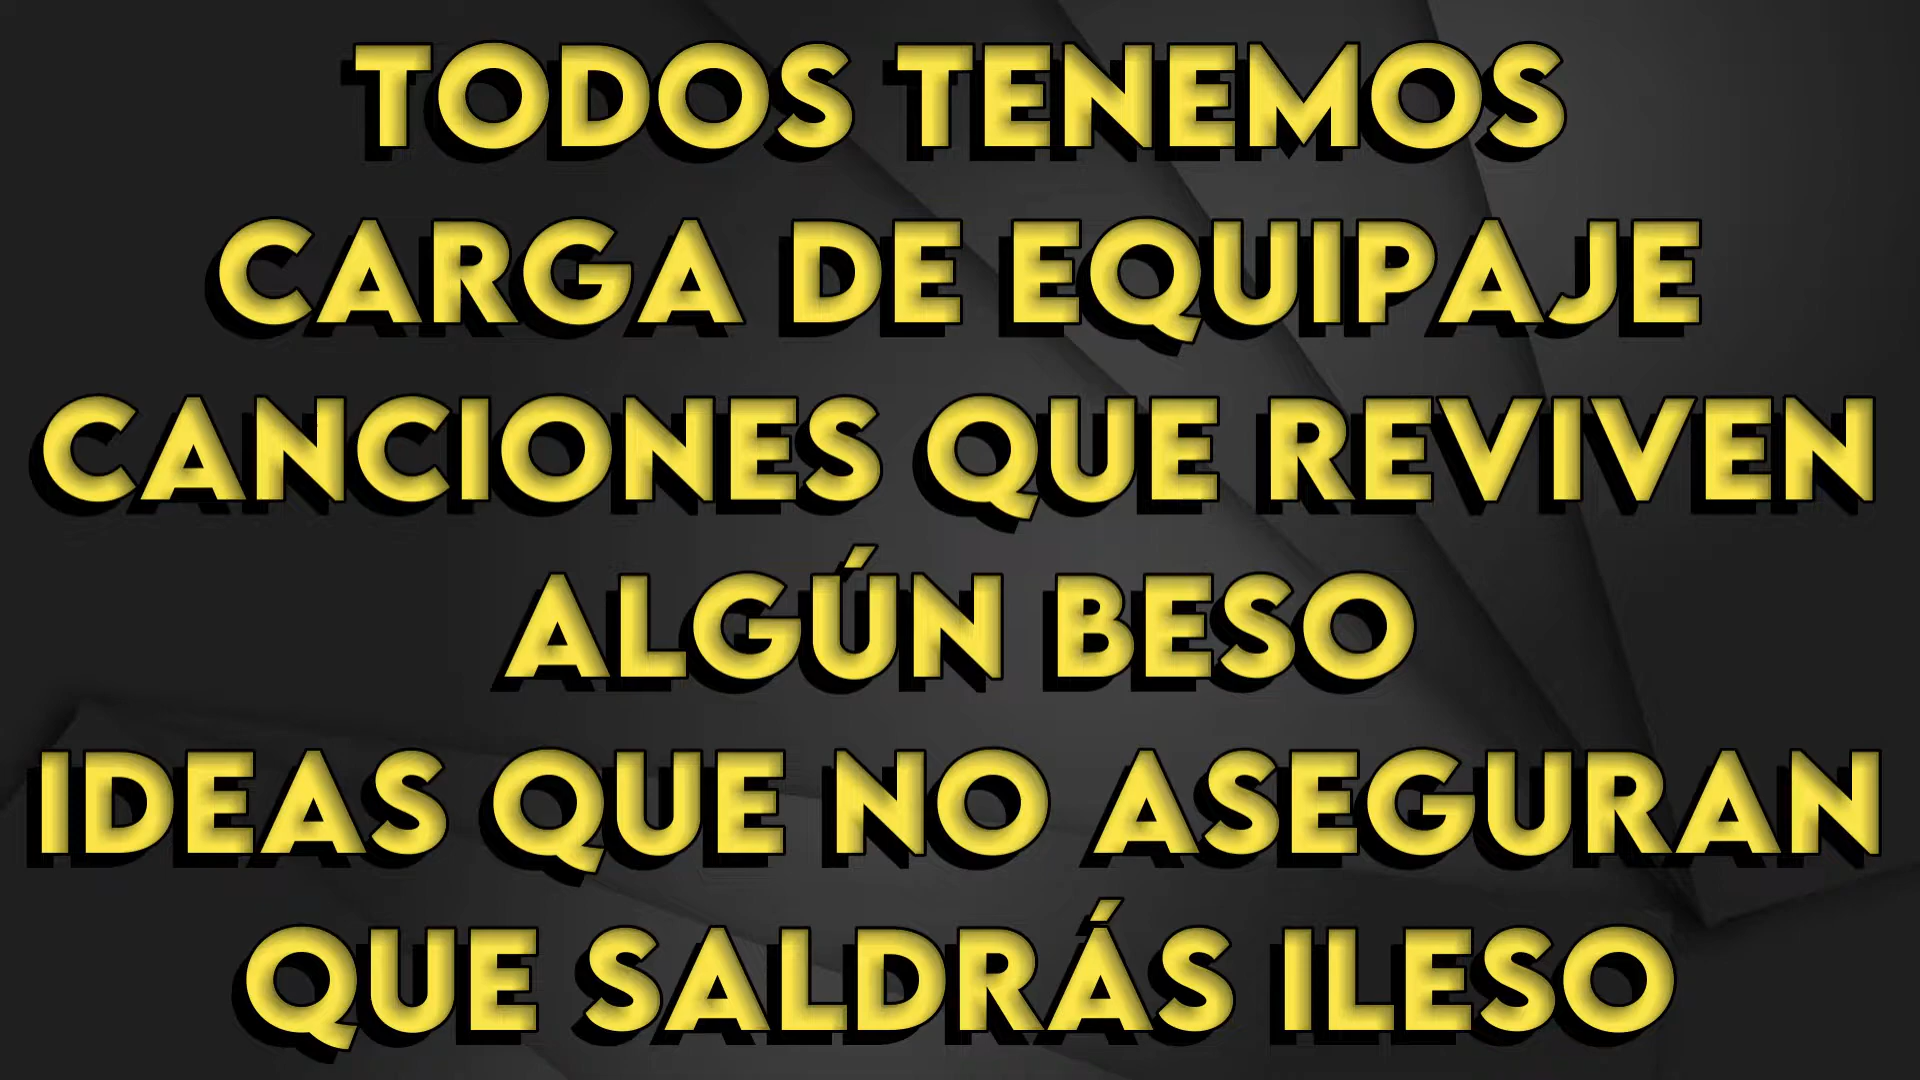 TODOS TENEMOS
CARGA DE EQUIPAJE
CANCIONES QUE REVIVEN
ALGÚN BESO
IDEAS QUE NO ASEGURAN
QUE SALDRÁS ILESO